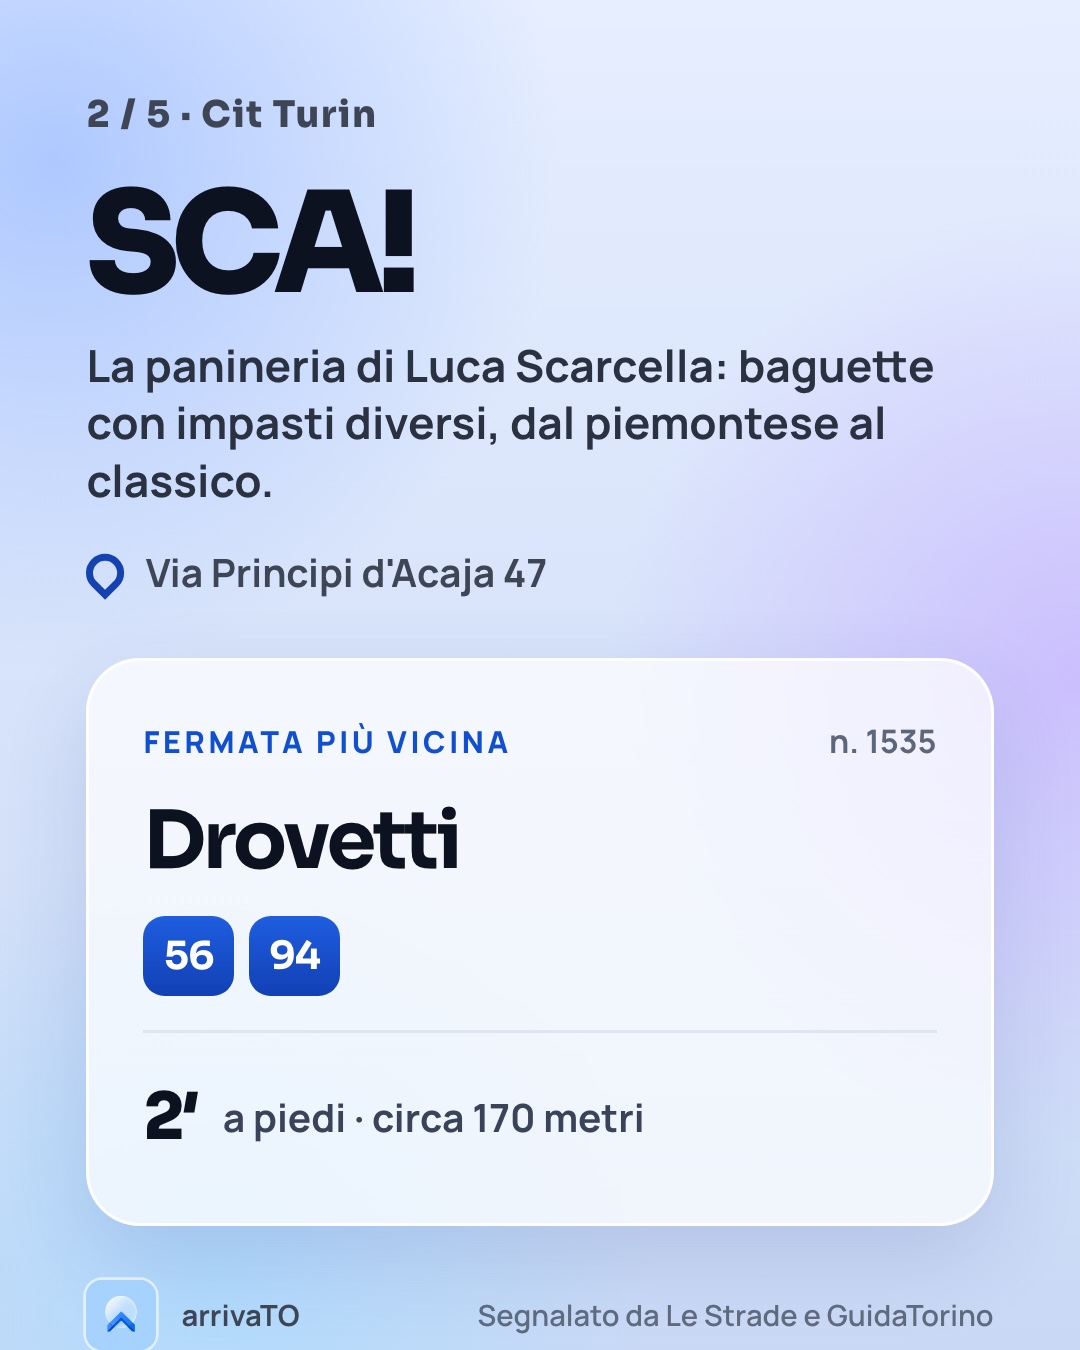 2 / 5 · Cit Turin
SCA!
La panineria di Luca Scarcella: baguette
con impasti diversi, dal piemontese al
classico.
Via Principi d'Acaja 47
FERMATA PIÙ VICINA
n. 1535
Drovetti
56 94
2′ a piedi · circa 170 metri
arrivaTO
Segnalato da Le Strade e GuidaTorino